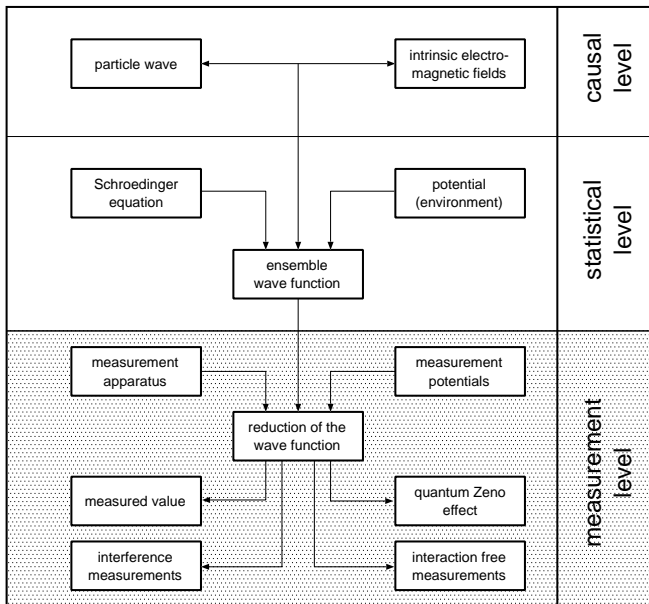 particle wave
intrinsic electro-
magnetic fields
causal
level
Schroedinger
equation
potential
(environment)
ensemble
wave function
statistical
level
measurement
apparatus
measurement
potentials
reduction of the
wave function
measured value
quantum Zeno
effect
interference
measurements
interaction free
measurements
measurement
level